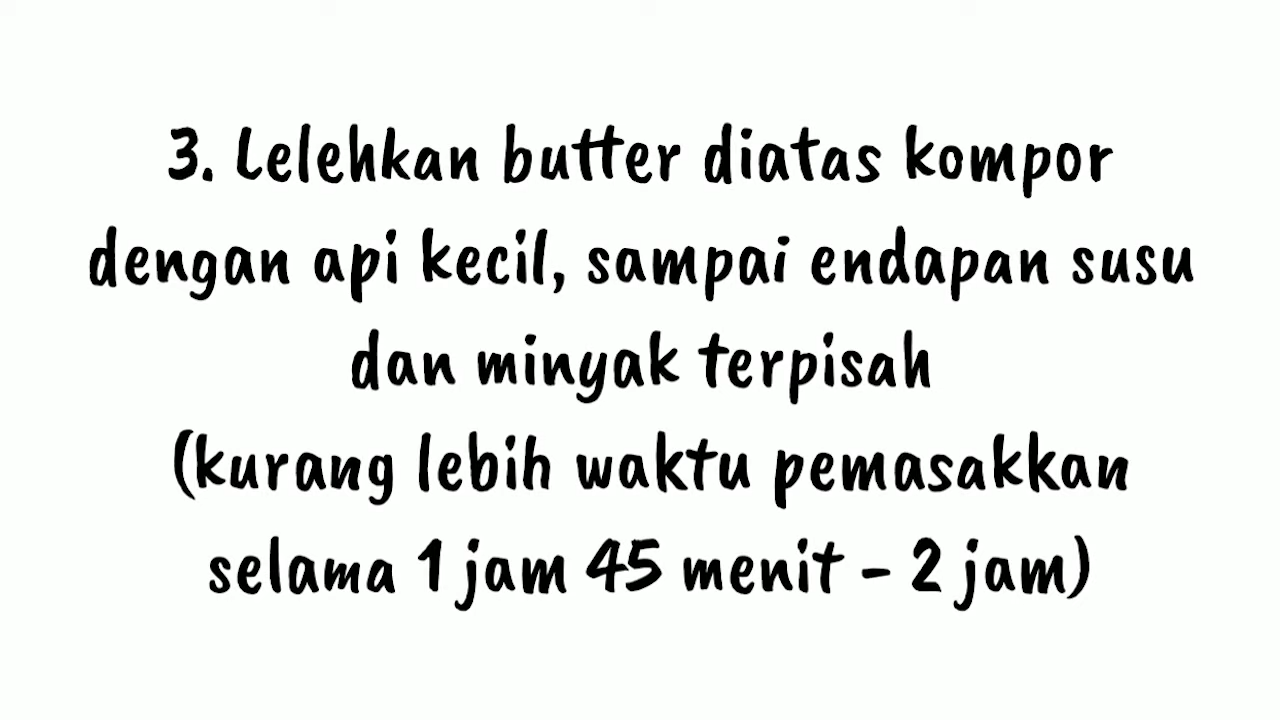 3. Lelehkan butter diatas kompor
dengan api kecil, sampai endapan susu
dan minyak terpisah
(kurang lebih waktu pemasakkan
selama 1 jam 45 menit - 2 jam)